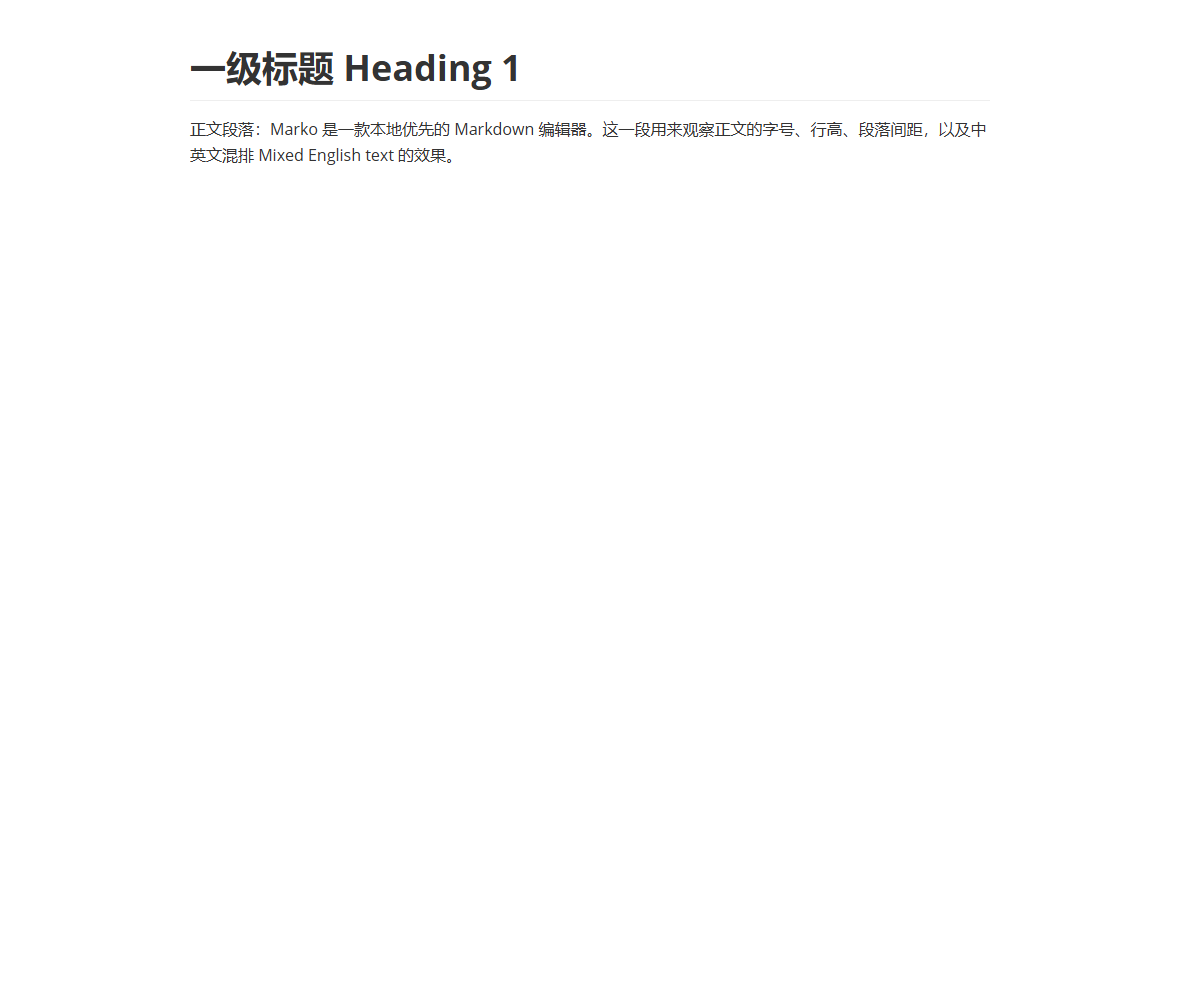 一级标题 Heading 1
正文段落：Marko 是一款本地优先的 Markdown 编辑器。这一段用来观察正文的字号、行高、段落间距，以及中
英文混排 Mixed English text 的效果。